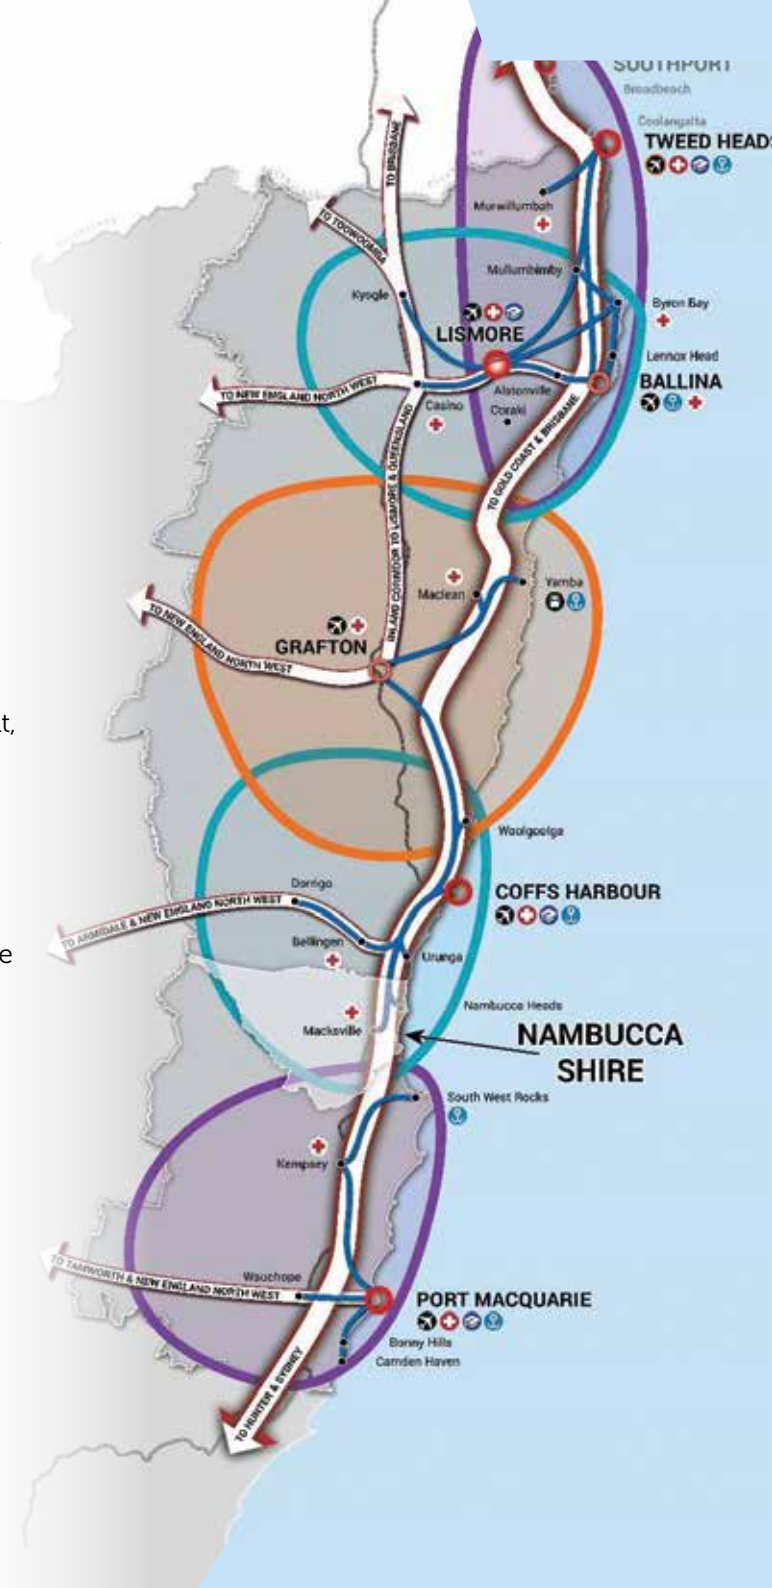 SOUTHPORT
Broadbeach
Coolangatta
TWEED HEADS
TO BRISBANE
Murwillumbah
TO TOOWOOMBA
Mullumbimby
Kyogle
Byron Bay
LISMORE
Lennox Head
TO NEW ENGLAND NORTH WEST
Alstonville
BALLINA
Casino
Coraki
TO GOLD COAST & BRISBANE
INLAND CORRIDOR TO LISMORE & QUEENSLAND
Maclean
Yamba
TO NEW ENGLAND NORTH WEST
GRAFTON
t,
Woolgoolga
Dorrigo
COFFS HARBOUR
TO ARMIDALE & NEW ENGLAND NORTH WEST
Bellingen
e
Urunga
Nambucca Heads
Macksville
NAMBUCCA
SHIRE
South West Rocks
Kempsey
TO TAMWORTH & NEW ENGLAND NORTH WEST
Wauchope
PORT MACQUARIE
Bonny Hills
Camden Haven
TO HUNTER & SYDNEY